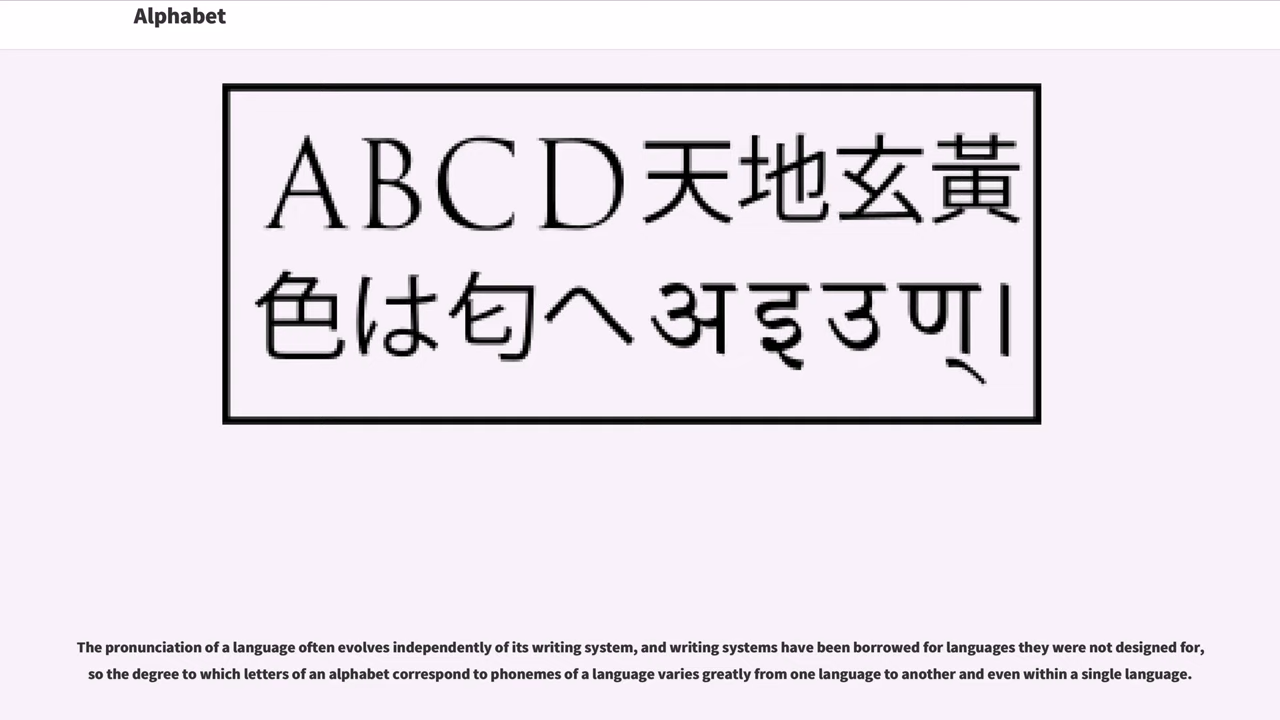 Alphabet
ABCD天地玄黃
色は匂へअइउण्।
The pronunciation of a language often evolves independently of its writing system, and writing systems have been borrowed for languages they were not designed for,
so the degree to which letters of an alphabet correspond to phonemes of a language varies greatly from one language to another and even within a single language.